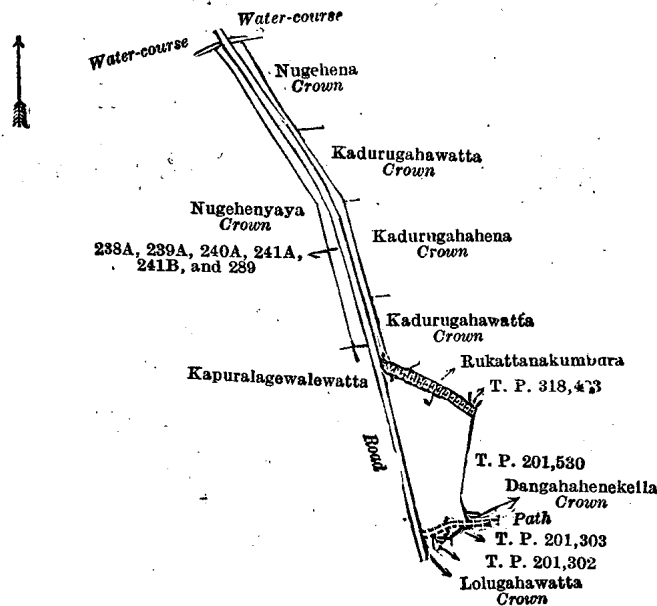 Water-course
Water-course
Nugehena
Crown
Kadurugahawatta
Crown
Nugehenyaya
Crown
Kadurugahahena
Crown
238A, 239A, 240A, 241A,
241B, and 289
Kadurugahawatta
Crown
Rukattanakumbura
Kapuralagewalewatta
T. P. 318,
Road
T. P. 201,530
Dangahahenekella
Crown
Path
T. P. 201,303
T. P. 201,302
Lolugahawatta
Crown